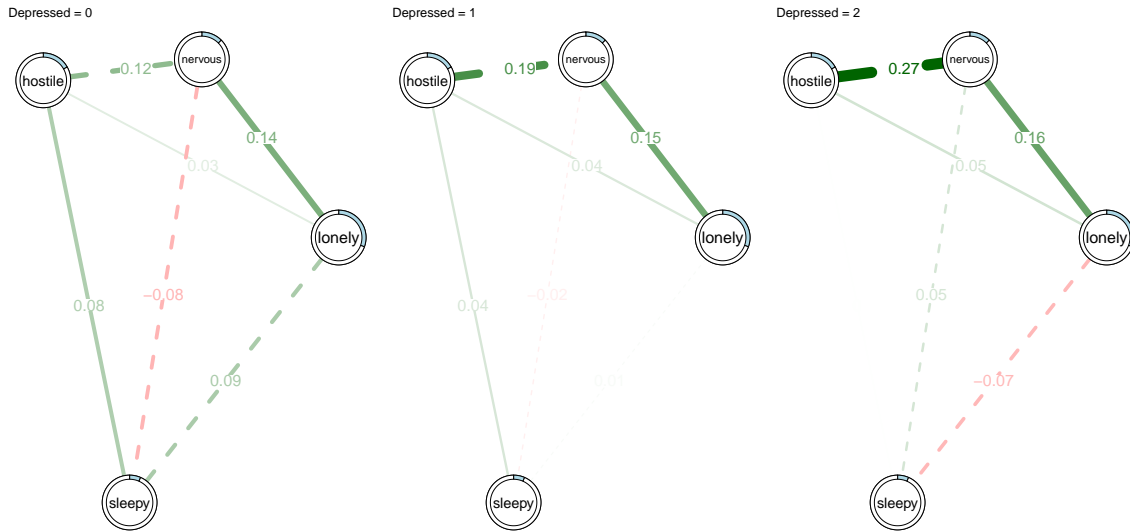 Depressed = 0
hostile
nervous
lonely
sleepy
0.12
0.14
0.03
0.08
−0.08
0.09
Depressed = 1
hostile
nervous
lonely
sleepy
0.19
0.15
0.04
0.04
−0.02
0.01
Depressed = 2
hostile
nervous
lonely
sleepy
0.27
0.16
0.05
0.05
−0.07